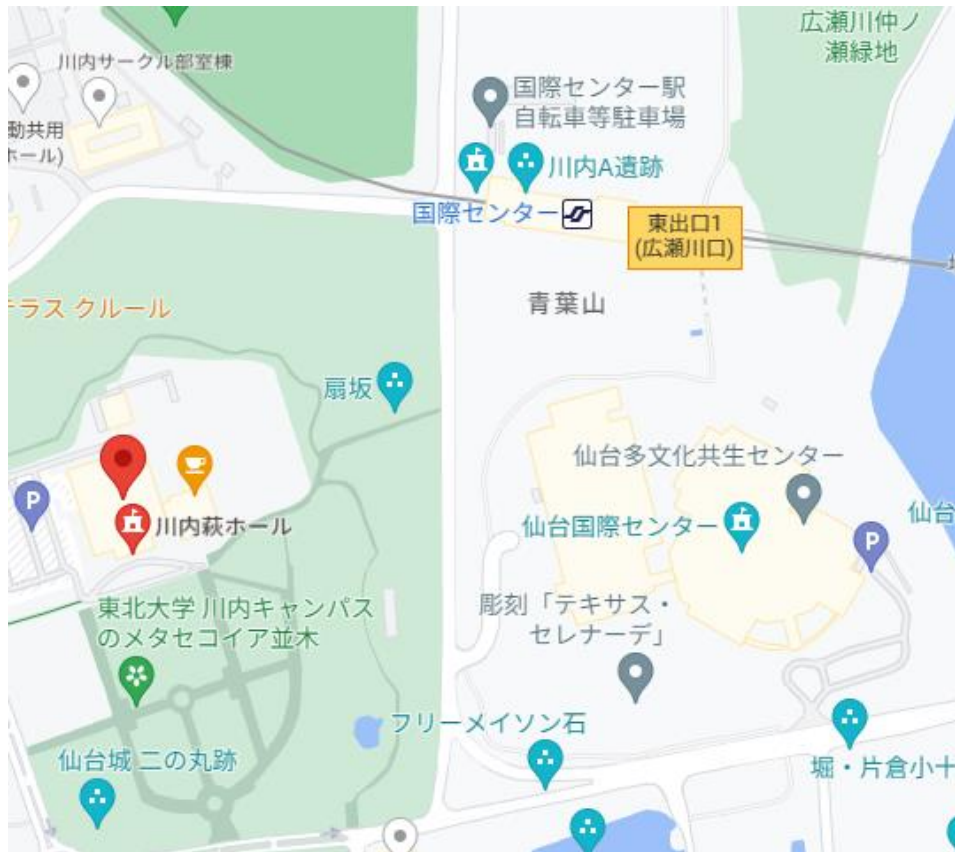 広瀬川仲ノ
瀬緑地
川内サークル部室棟
国際センター駅
自転車等駐車場
動共用
ホール)
川内A遺跡
国際センター
東出口1
(広瀬川口)
青葉山
テラス クルール
扇坂
仙台多文化共生センター
P
川内萩ホール
仙台国際センター
仙台
P
東北大学 川内キャンパス
のメタセコイア並木
彫刻「テキサス・
セレナーデ」
フリーメイソン石
仙台城 二の丸跡
堀・片倉小十